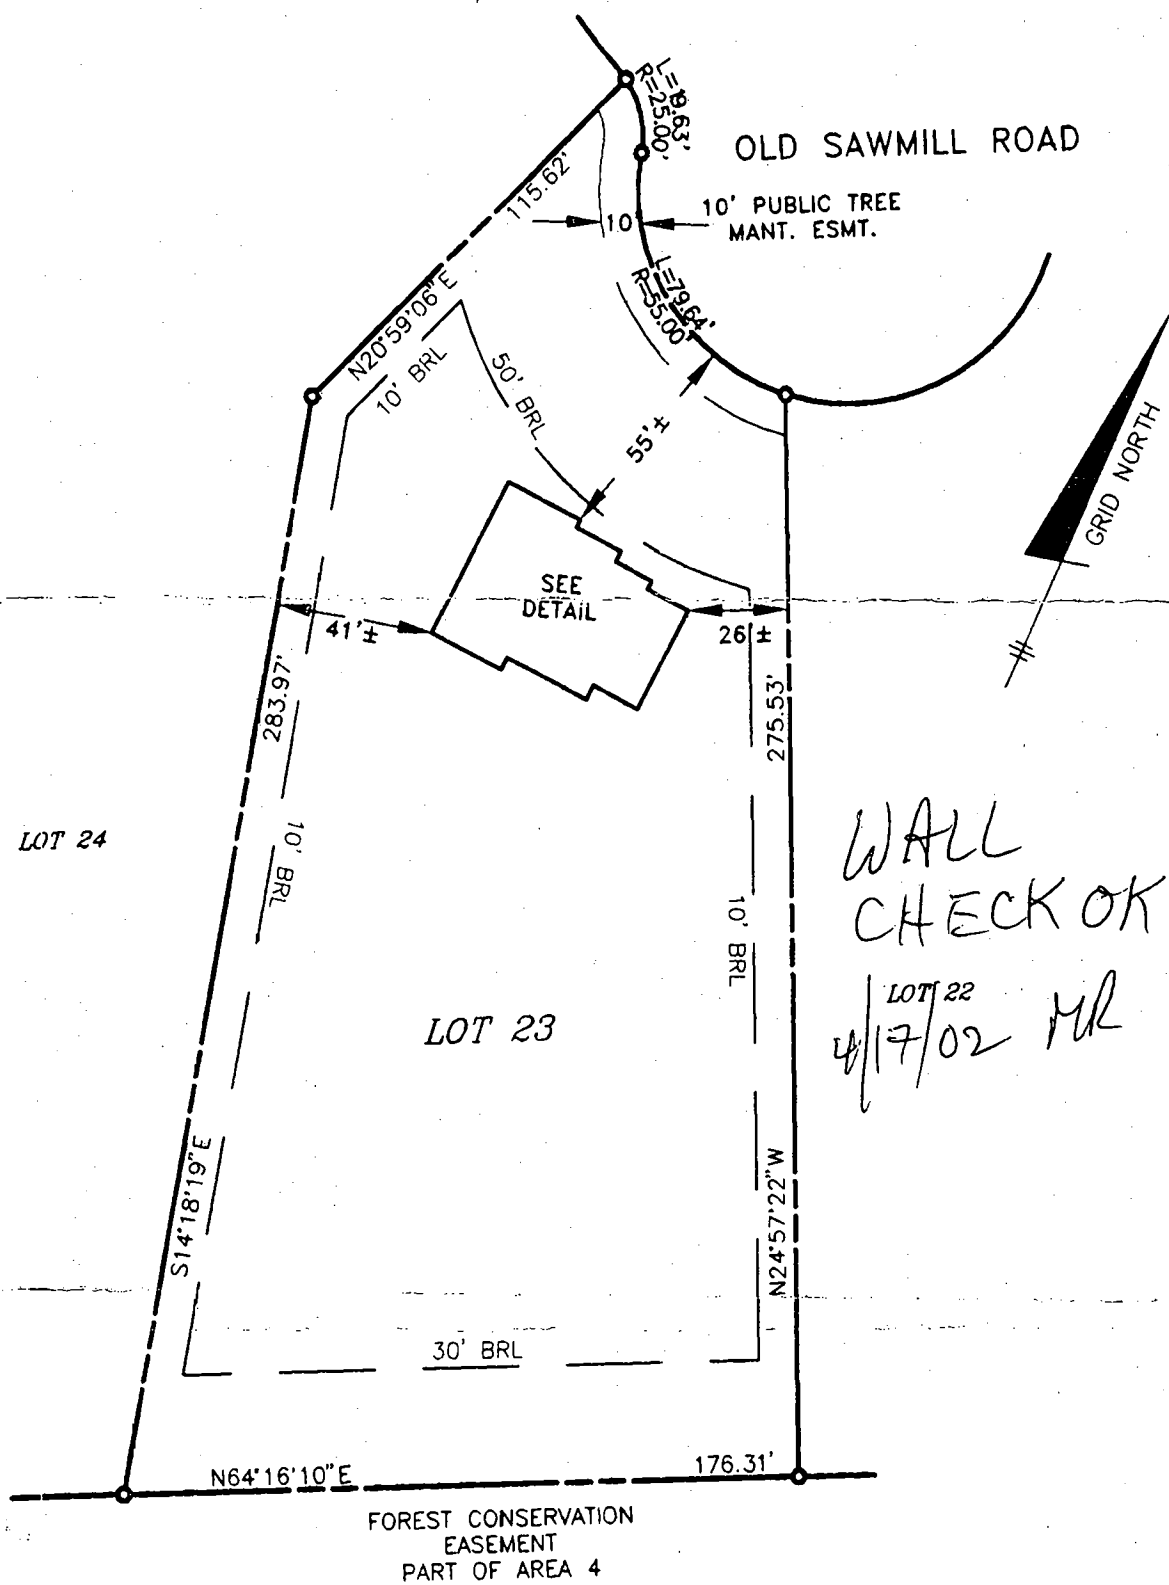 L=19.63'
R=25.00'
OLD SAWMILL ROAD
115.62'
10' PUBLIC TREE
MANT. ESMT.
10'
N20°59'06"E
L=79.64'
R=55.00'
10' BRL
50' BRL
55'±
GRID NORTH
SEE
DETAIL
41'±
26'±
283.97'
275.53'
LOT 24
10' BRL
WALL
CHECK OK
10' BRL
LOT 22
4/17/02 MR
LOT 23
S14°18'19"E
N24°57'22"W
30' BRL
N64°16'10"E
176.31'
FOREST CONSERVATION
EASEMENT
PART OF AREA 4